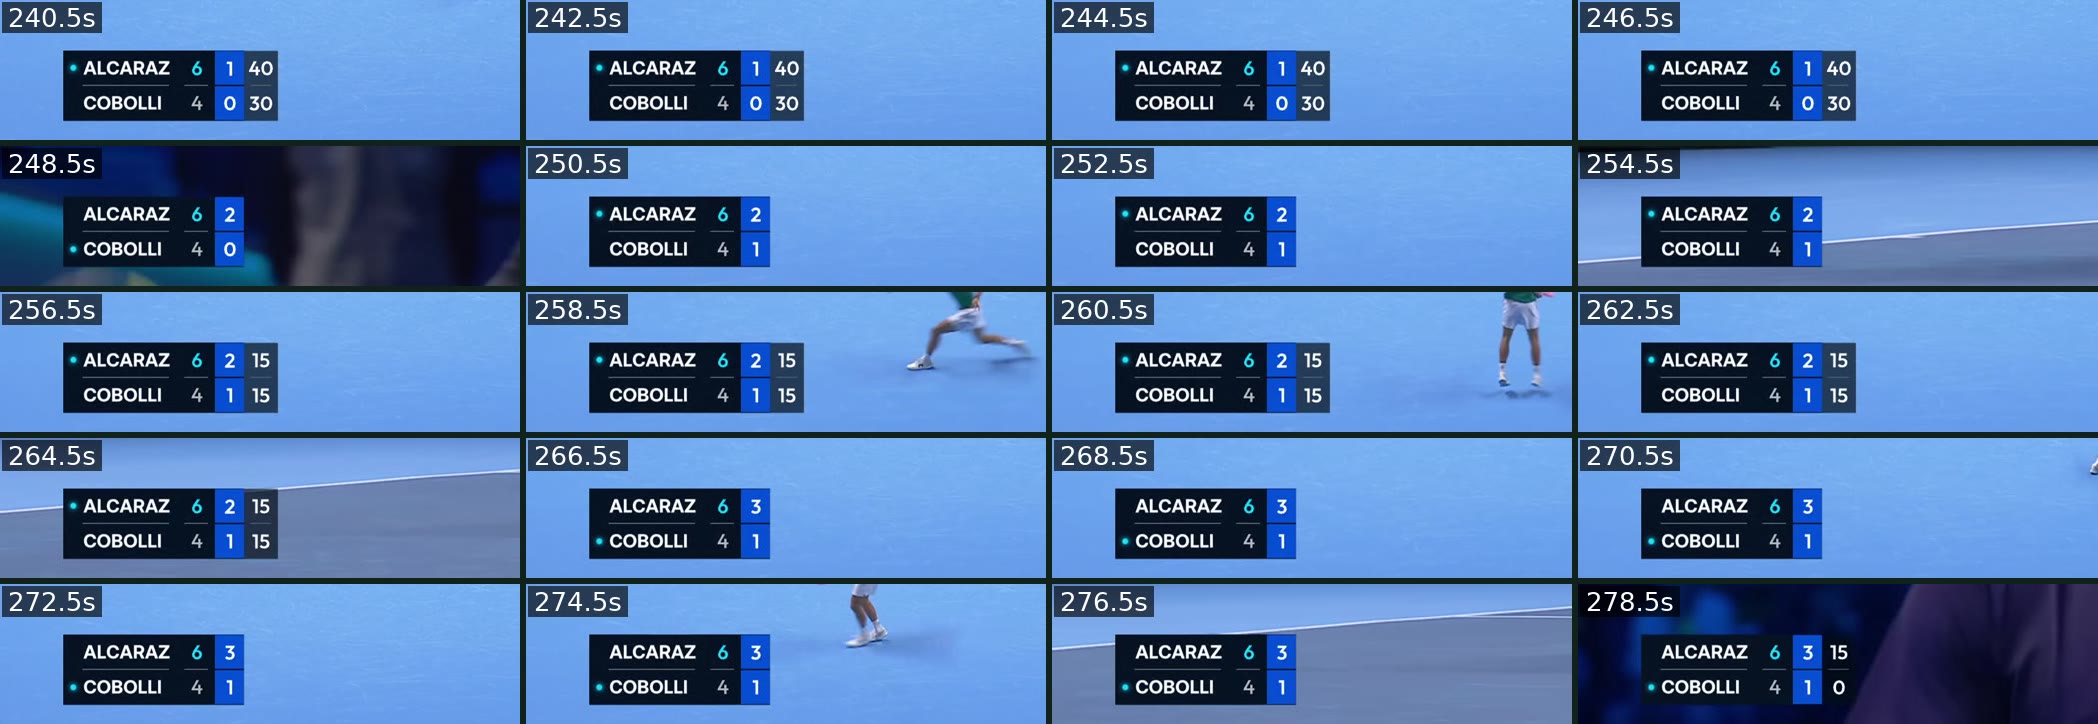 240.5s
ALCARAZ 6 1 40
COBOLLI 4 0 30
242.5s
ALCARAZ 6 1 40
COBOLLI 4 0 30
244.5s
ALCARAZ 6 1 40
COBOLLI 4 0 30
246.5s
ALCARAZ 6 1 40
COBOLLI 4 0 30
248.5s
ALCARAZ 6 2
COBOLLI 4 0
250.5s
ALCARAZ 6 2
COBOLLI 4 1
252.5s
ALCARAZ 6 2
COBOLLI 4 1
254.5s
ALCARAZ 6 2
COBOLLI 4 1
256.5s
ALCARAZ 6 2 15
COBOLLI 4 1 15
258.5s
ALCARAZ 6 2 15
COBOLLI 4 1 15
260.5s
ALCARAZ 6 2 15
COBOLLI 4 1 15
262.5s
ALCARAZ 6 2 15
COBOLLI 4 1 15
264.5s
ALCARAZ 6 2 15
COBOLLI 4 1 15
266.5s
ALCARAZ 6 3
COBOLLI 4 1
268.5s
ALCARAZ 6 3
COBOLLI 4 1
270.5s
ALCARAZ 6 3
COBOLLI 4 1
272.5s
ALCARAZ 6 3
COBOLLI 4 1
274.5s
ALCARAZ 6 3
COBOLLI 4 1
276.5s
ALCARAZ 6 3
COBOLLI 4 1
278.5s
ALCARAZ 6 3 15
COBOLLI 4 1 0